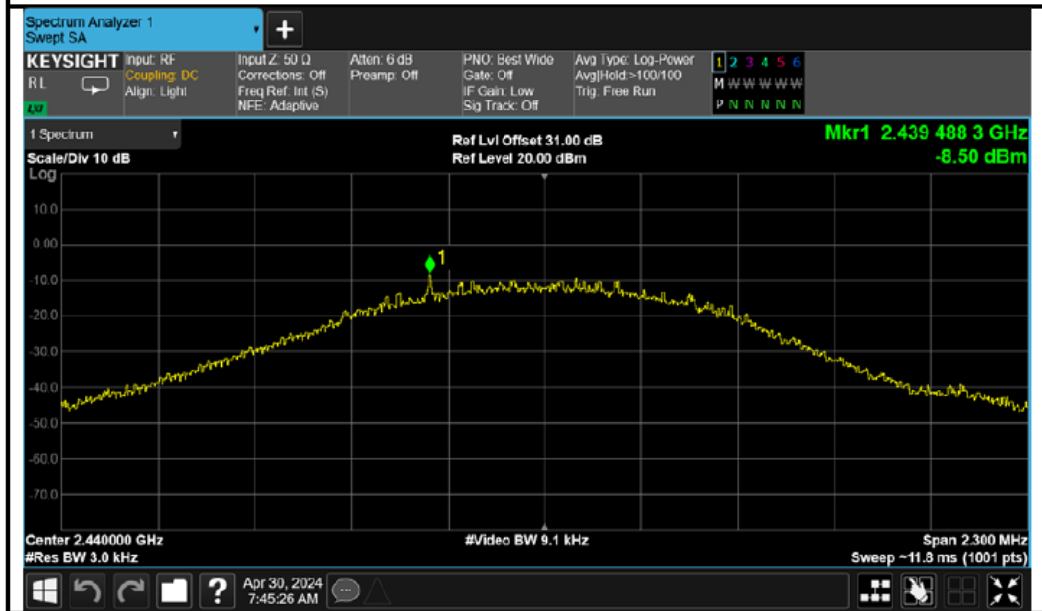 Spectrum Analyzer 1
Swept SA
+
KEYSIGHT Input: RF Input Z: 50 Ω Atten: 6 dB PNO: Best Wide Avg Type: Log-Power 1 2 3 4 5 6
RL Coupling: DC Corrections: Off Preamp: Off Gate: Off Avg|Hold:>100/100 M W W W W W
Align: Light Freq Ref: Int (S) IF Gain: Low Trig: Free Run
LXI NFE: Adaptive Sig Track: Off P N N N N N
1 Spectrum Ref Lvl Offset 31.00 dB Mkr1 2.439 488 3 GHz
Scale/Div 10 dB Ref Level 20.00 dBm -8.50 dBm
Log
10.0
0.00
1
-10.0
-20.0
-30.0
-40.0
-50.0
-60.0
-70.0
Center 2.440000 GHz #Video BW 9.1 kHz Span 2.300 MHz
#Res BW 3.0 kHz Sweep ~11.8 ms (1001 pts)
? Apr 30, 2024
7:45:26 AM